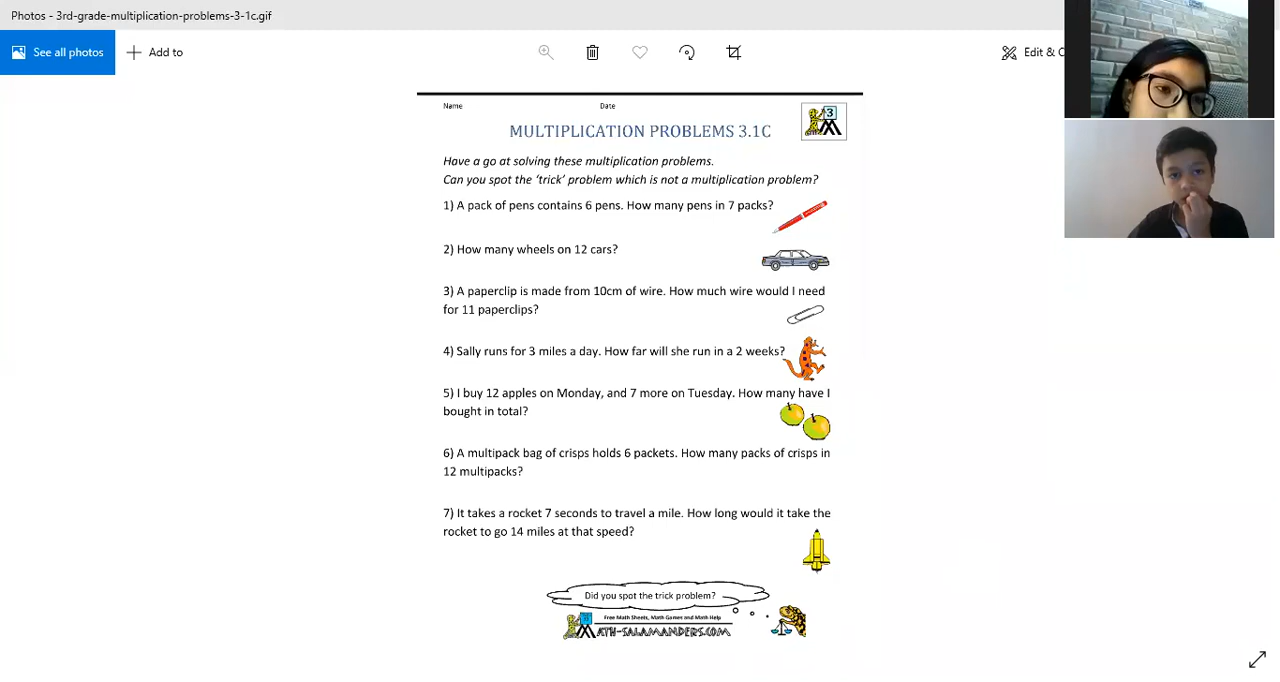 Photos - 3rd-grade-multiplication-problems-3-1c.gif
See all photos
Add to
Edit & C
Name
Date
3
MULTIPLICATION PROBLEMS 3.1C
Have a go at solving these multiplication problems.
Can you spot the ‘trick’ problem which is not a multiplication problem?
1) A pack of pens contains 6 pens. How many pens in 7 packs?
2) How many wheels on 12 cars?
3) A paperclip is made from 10cm of wire. How much wire would I need
for 11 paperclips?
4) Sally runs for 3 miles a day. How far will she run in a 2 weeks?
5) I buy 12 apples on Monday, and 7 more on Tuesday. How many have I
bought in total?
6) A multipack bag of crisps holds 6 packets. How many packs of crisps in
12 multipacks?
7) It takes a rocket 7 seconds to travel a mile. How long would it take the
rocket to go 14 miles at that speed?
Did you spot the trick problem?
Free Math Sheets, Math Games and Math Help
MATH-SALAMANDERS.COM